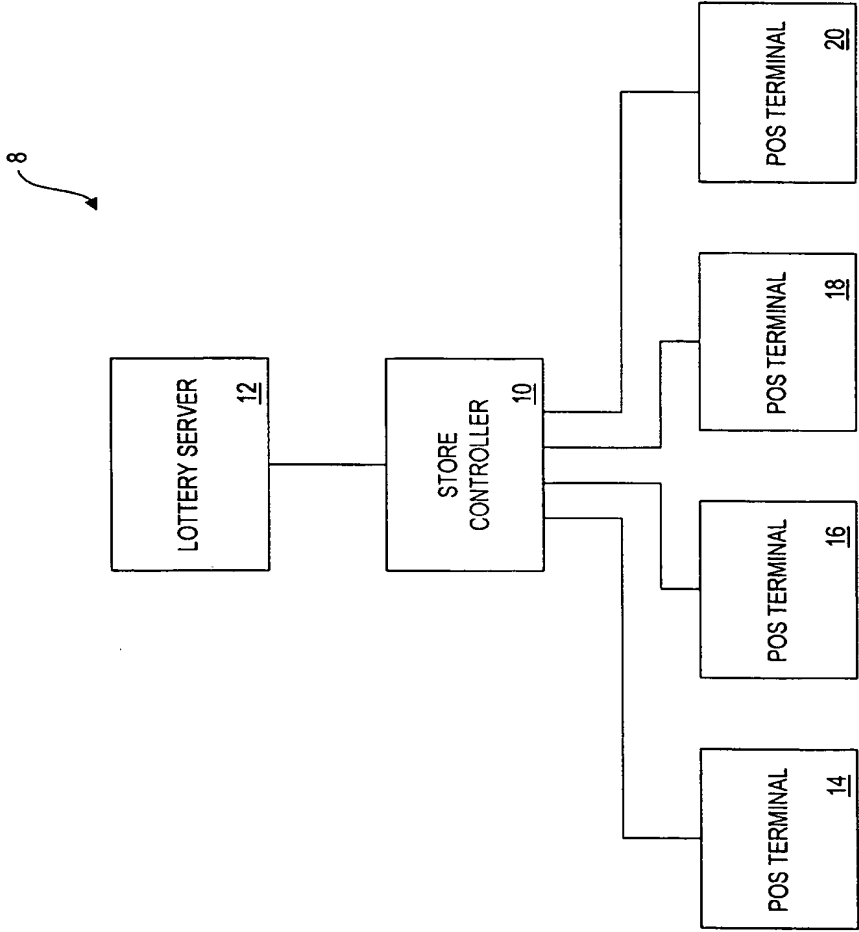 8
LOTTERY SERVER
12
STORE
CONTROLLER
10
POS TERMINAL
14
POS TERMINAL
16
POS TERMINAL
18
POS TERMINAL
20